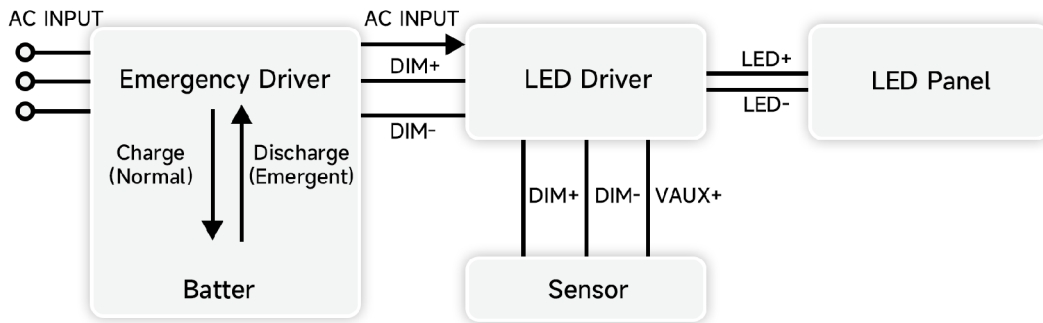 AC INPUT
AC INPUT
Emergency Driver
DIM+
DIM-
LED Driver
LED+
LED-
LED Panel
Charge
(Normal)
Discharge
(Emergent)
DIM+
DIM-
VAUX+
Batter
Sensor